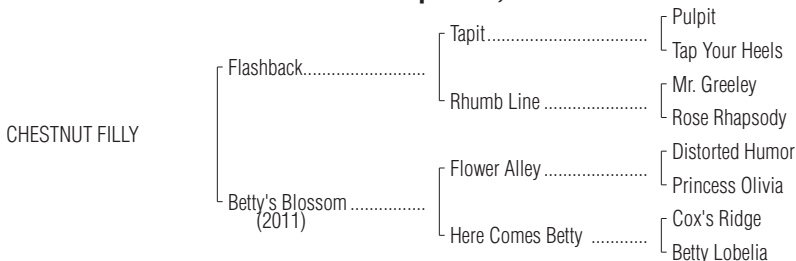 Pulpit
Tapit..................................
Tap Your Heels
Flashback..........................
Mr. Greeley
Rhumb Line ......................
Rose Rhapsody
CHESTNUT FILLY
Distorted Humor
Flower Alley ......................
Princess Olivia
Betty's Blossom ................
(2011)
Cox's Ridge
Here Comes Betty ............
Betty Lobelia